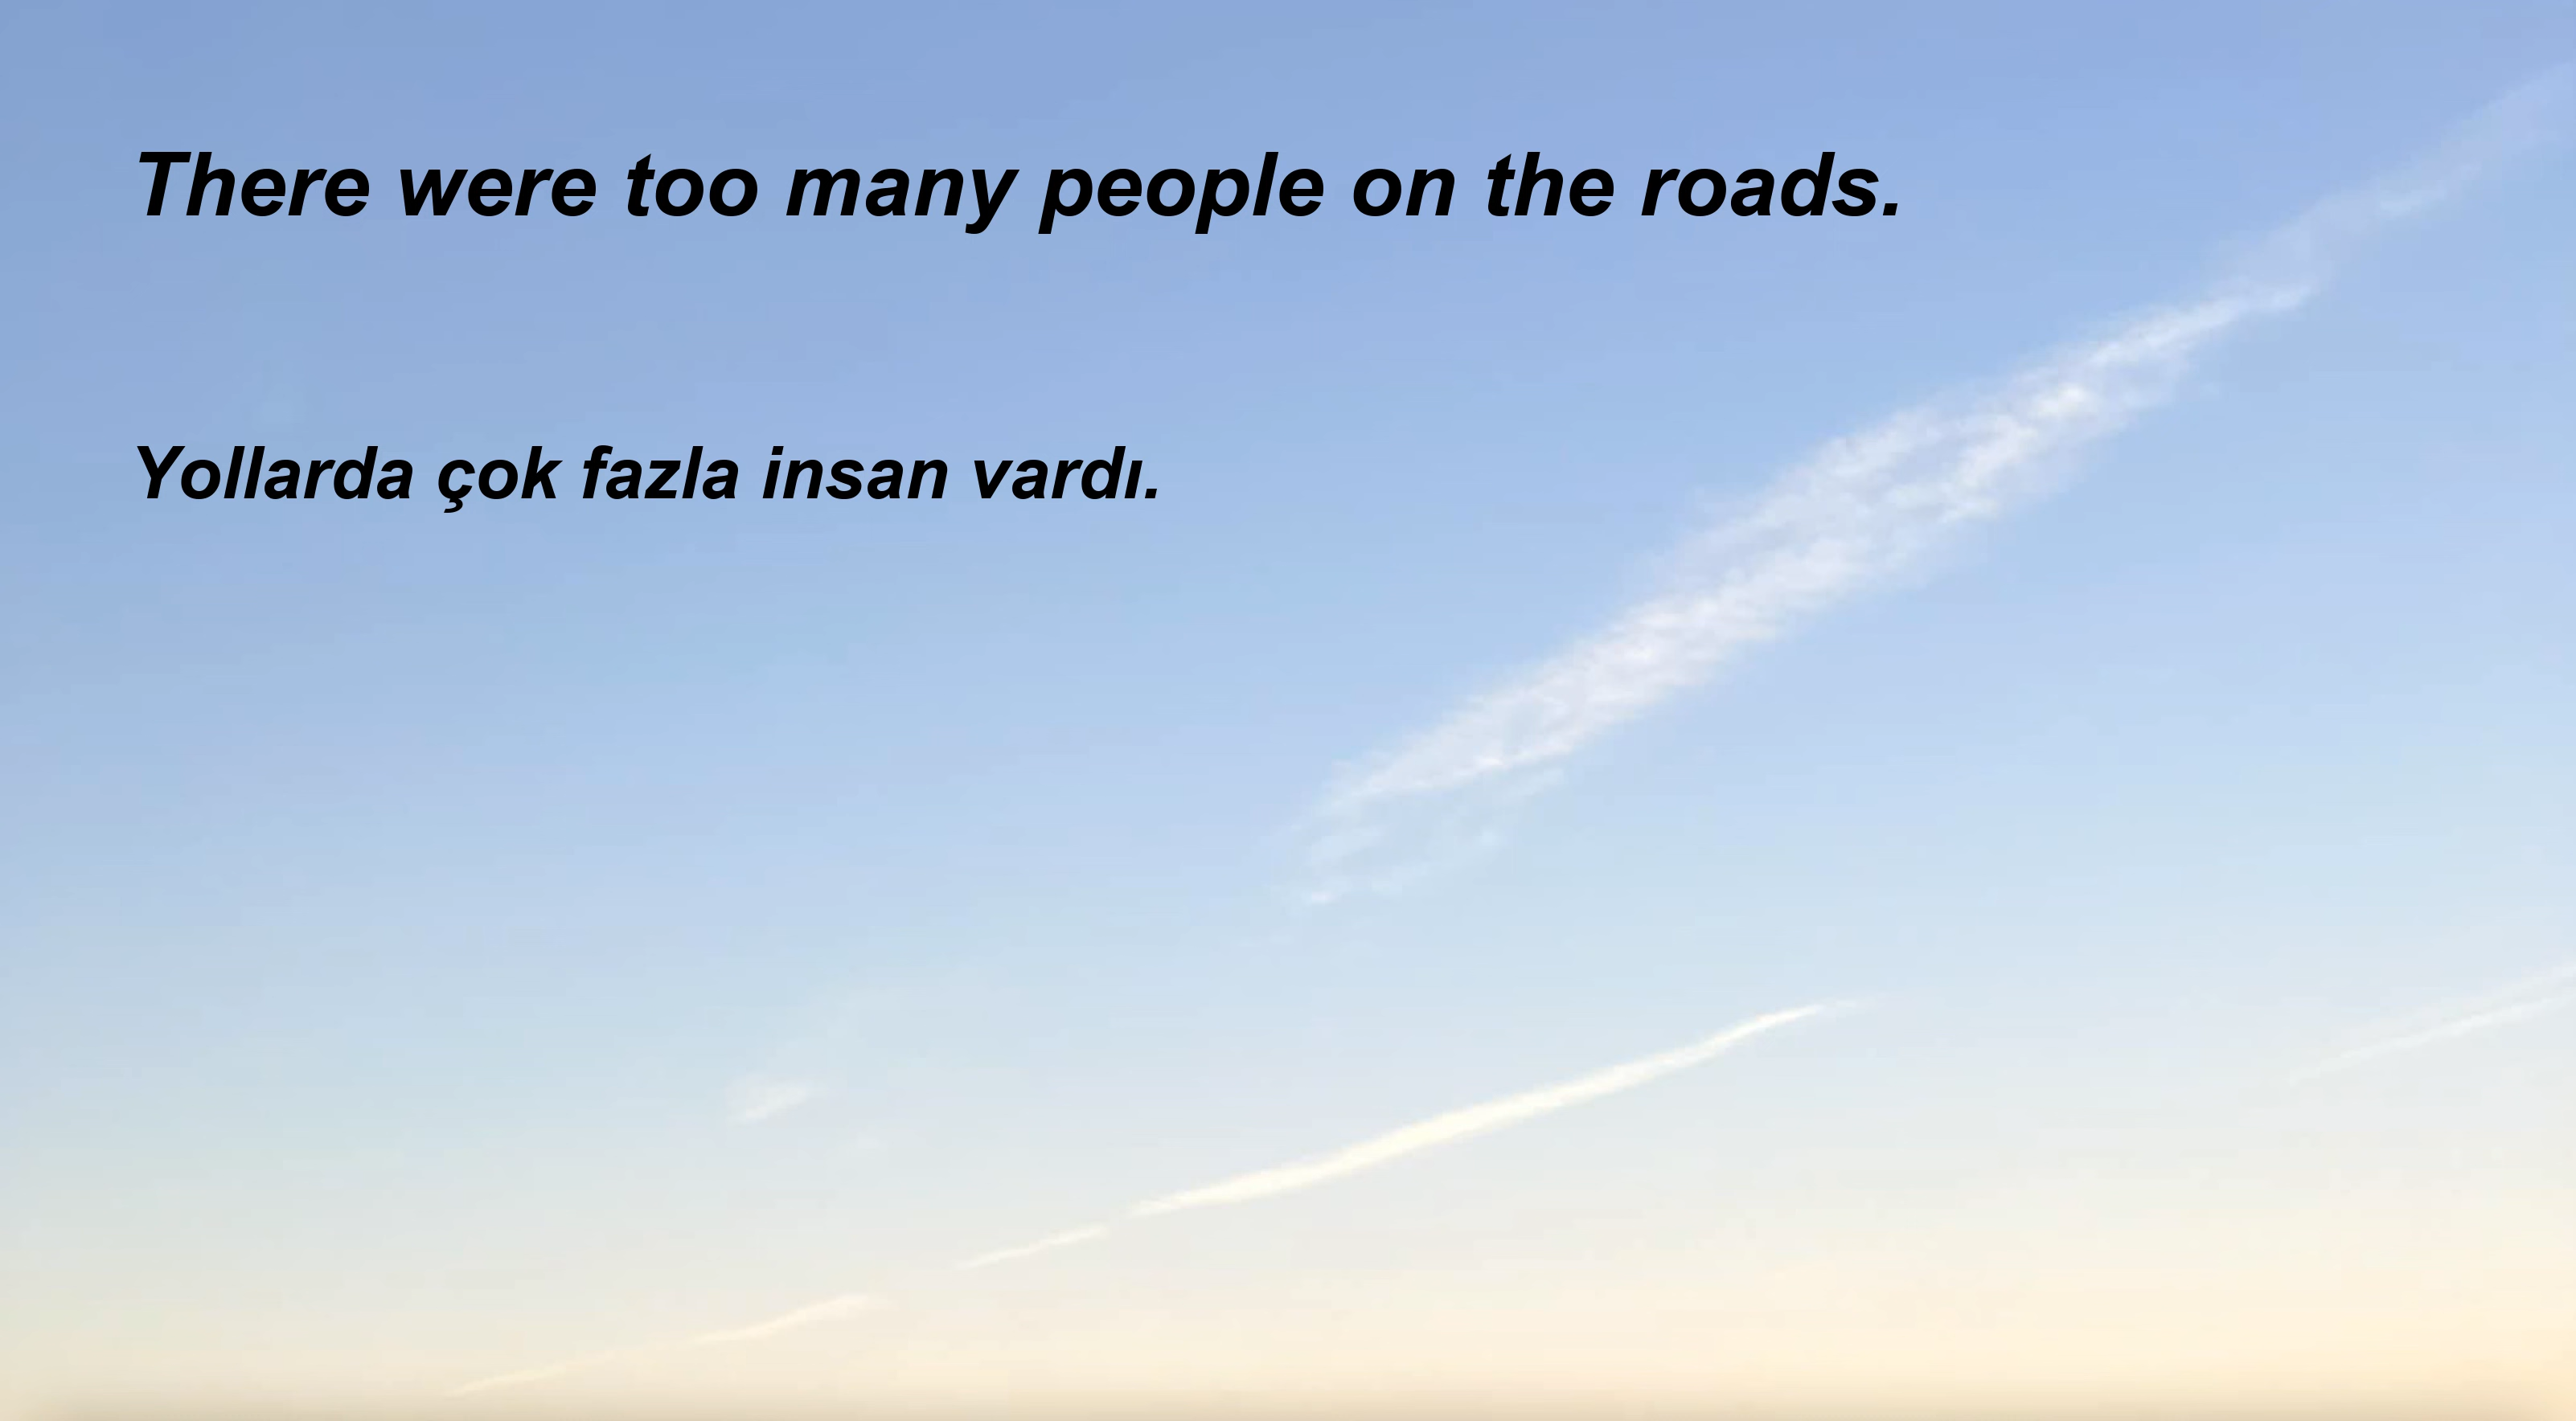 There were too many people on the roads.
Yollarda çok fazla insan vardı.